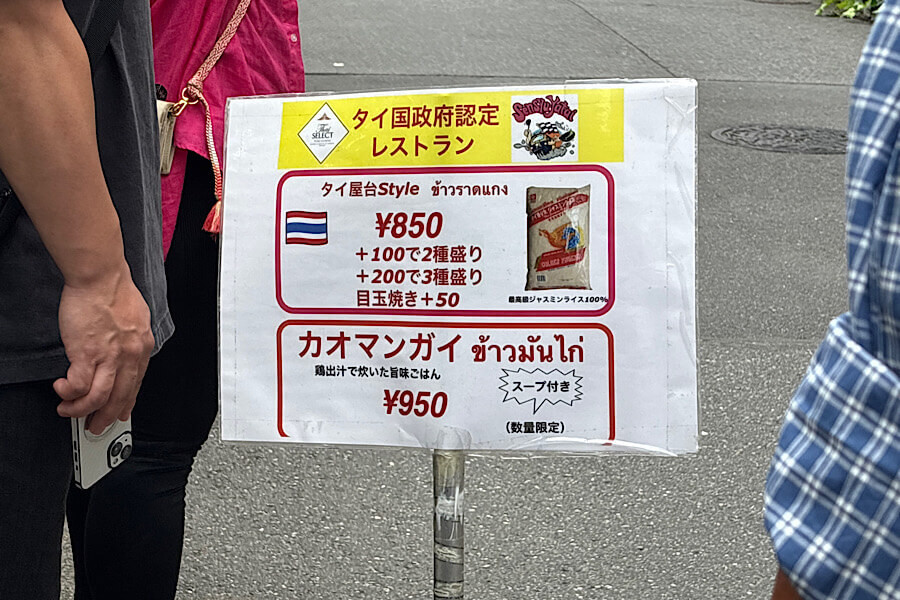 タイ国政府認定
レストラン
Thai
SELECT
タイ屋台Style ข้าวราดแกง
¥850
+100で2種盛り
+200で3種盛り
目玉焼き+50
最高級ジャスミンライス100%
カオマンガイ ข้าวมันไก่
鶏出汁で炊いた旨味ごはん
¥950
スープ付き
(数量限定)